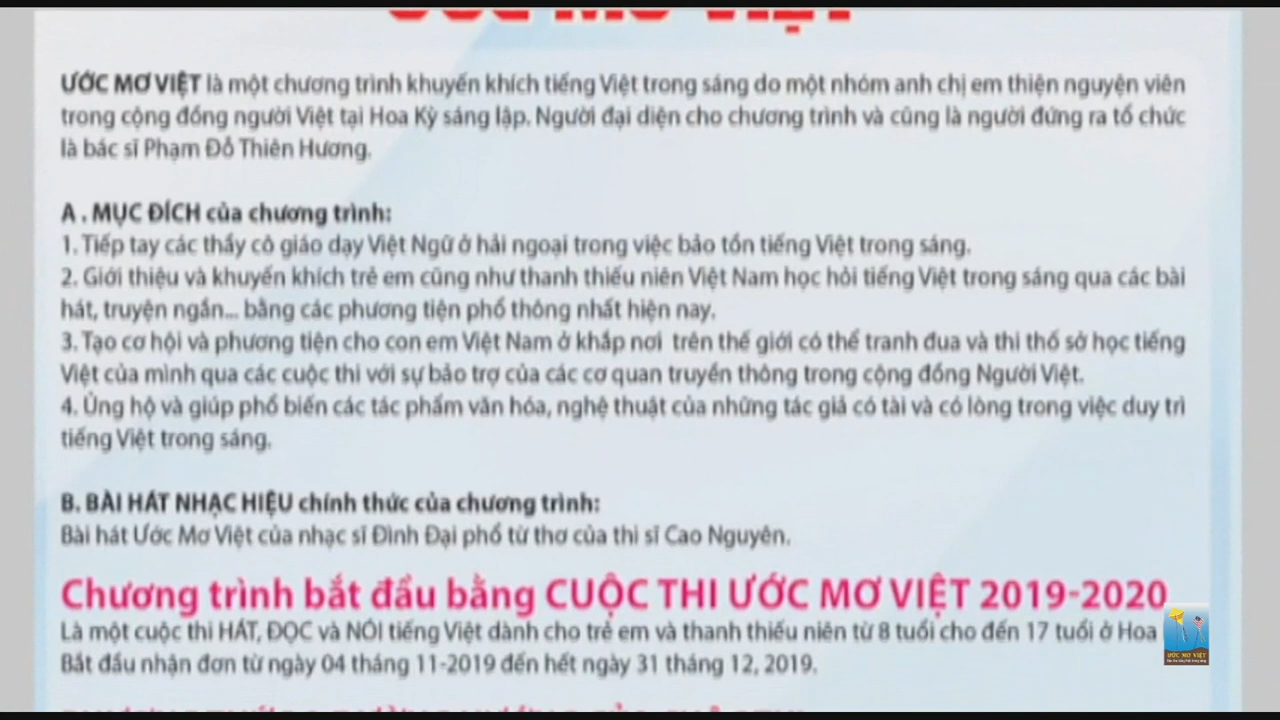 ƯỚC MƠ VIỆT
ƯỚC MƠ VIỆT là một chương trình khuyến khích tiếng Việt trong sáng do một nhóm anh chị em thiện nguyện viên
trong cộng đồng người Việt tại Hoa Kỳ sáng lập. Người đại diện cho chương trình và cũng là người đứng ra tổ chức
là bác sĩ Phạm Đỗ Thiên Hương.
A . MỤC ĐÍCH của chương trình:
1. Tiếp tay các thầy cô giáo dạy Việt Ngữ ở hải ngoại trong việc bảo tồn tiếng Việt trong sáng.
2. Giới thiệu và khuyến khích trẻ em cũng như thanh thiếu niên Việt Nam học hỏi tiếng Việt trong sáng qua các bài
hát, truyện ngắn... bằng các phương tiện phổ thông nhất hiện nay.
3. Tạo cơ hội và phương tiện cho con em Việt Nam ở khắp nơi trên thế giới có thể tranh đua và thi thố sở học tiếng
Việt của mình qua các cuộc thi với sự bảo trợ của các cơ quan truyền thông trong cộng đồng Người Việt.
4. Ủng hộ và giúp phổ biến các tác phẩm văn hóa, nghệ thuật của những tác giả có tài và có lòng trong việc duy trì
tiếng Việt trong sáng.
B. BÀI HÁT NHẠC HIỆU chính thức của chương trình:
Bài hát Ước Mơ Việt của nhạc sĩ Đình Đại phổ từ thơ của thi sĩ Cao Nguyên.
Chương trình bắt đầu bằng CUỘC THI ƯỚC MƠ VIỆT 2019-2020
Là một cuộc thi HÁT, ĐỌC và NÓI tiếng Việt dành cho trẻ em và thanh thiếu niên từ 8 tuổi cho đến 17 tuổi ở Hoa
Bắt đầu nhận đơn từ ngày 04 tháng 11-2019 đến hết ngày 31 tháng 12, 2019.
ƯỚC MƠ VIỆT